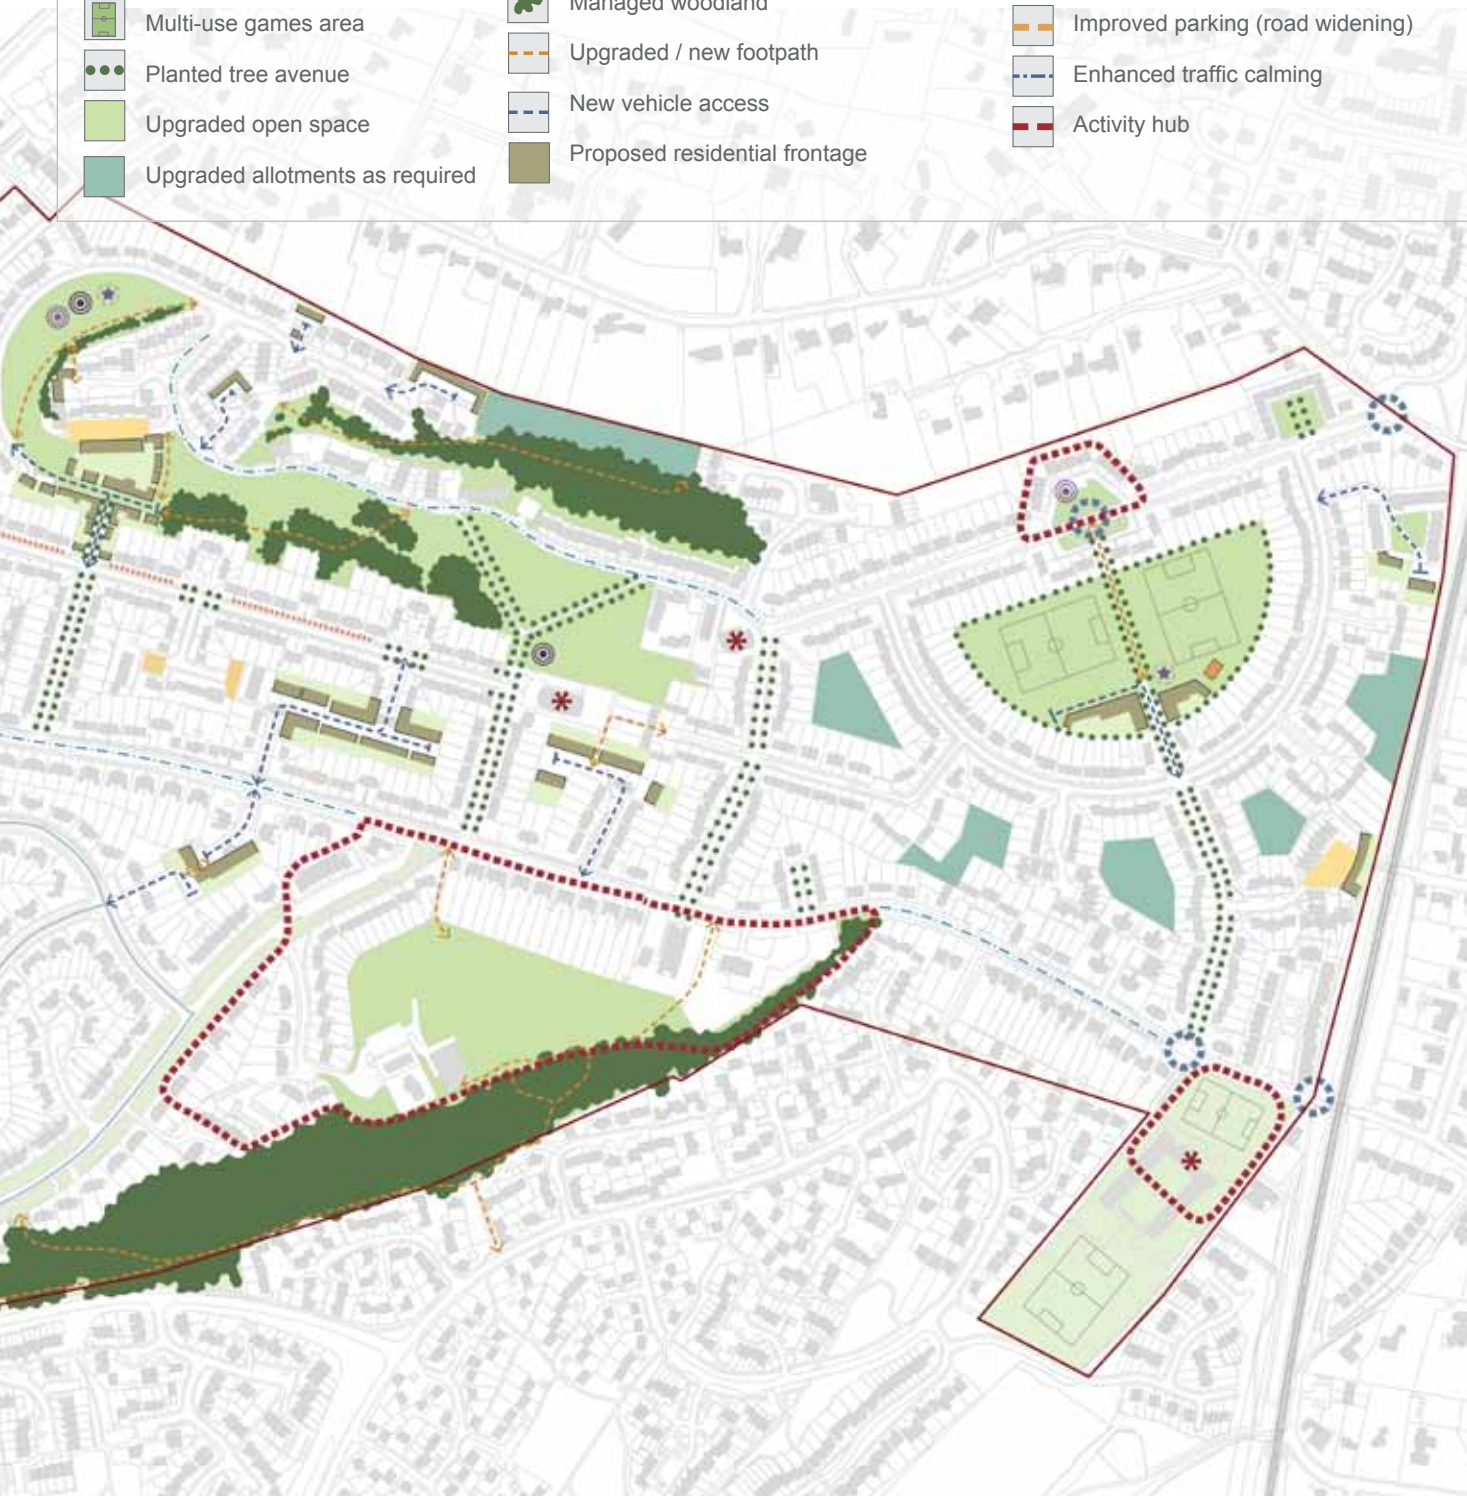 Multi-use games area
Planted tree avenue
Upgraded open space
Upgraded allotments as required
Managed woodland
Upgraded / new footpath
New vehicle access
Proposed residential frontage
Improved parking (road widening)
Enhanced traffic calming
Activity hub